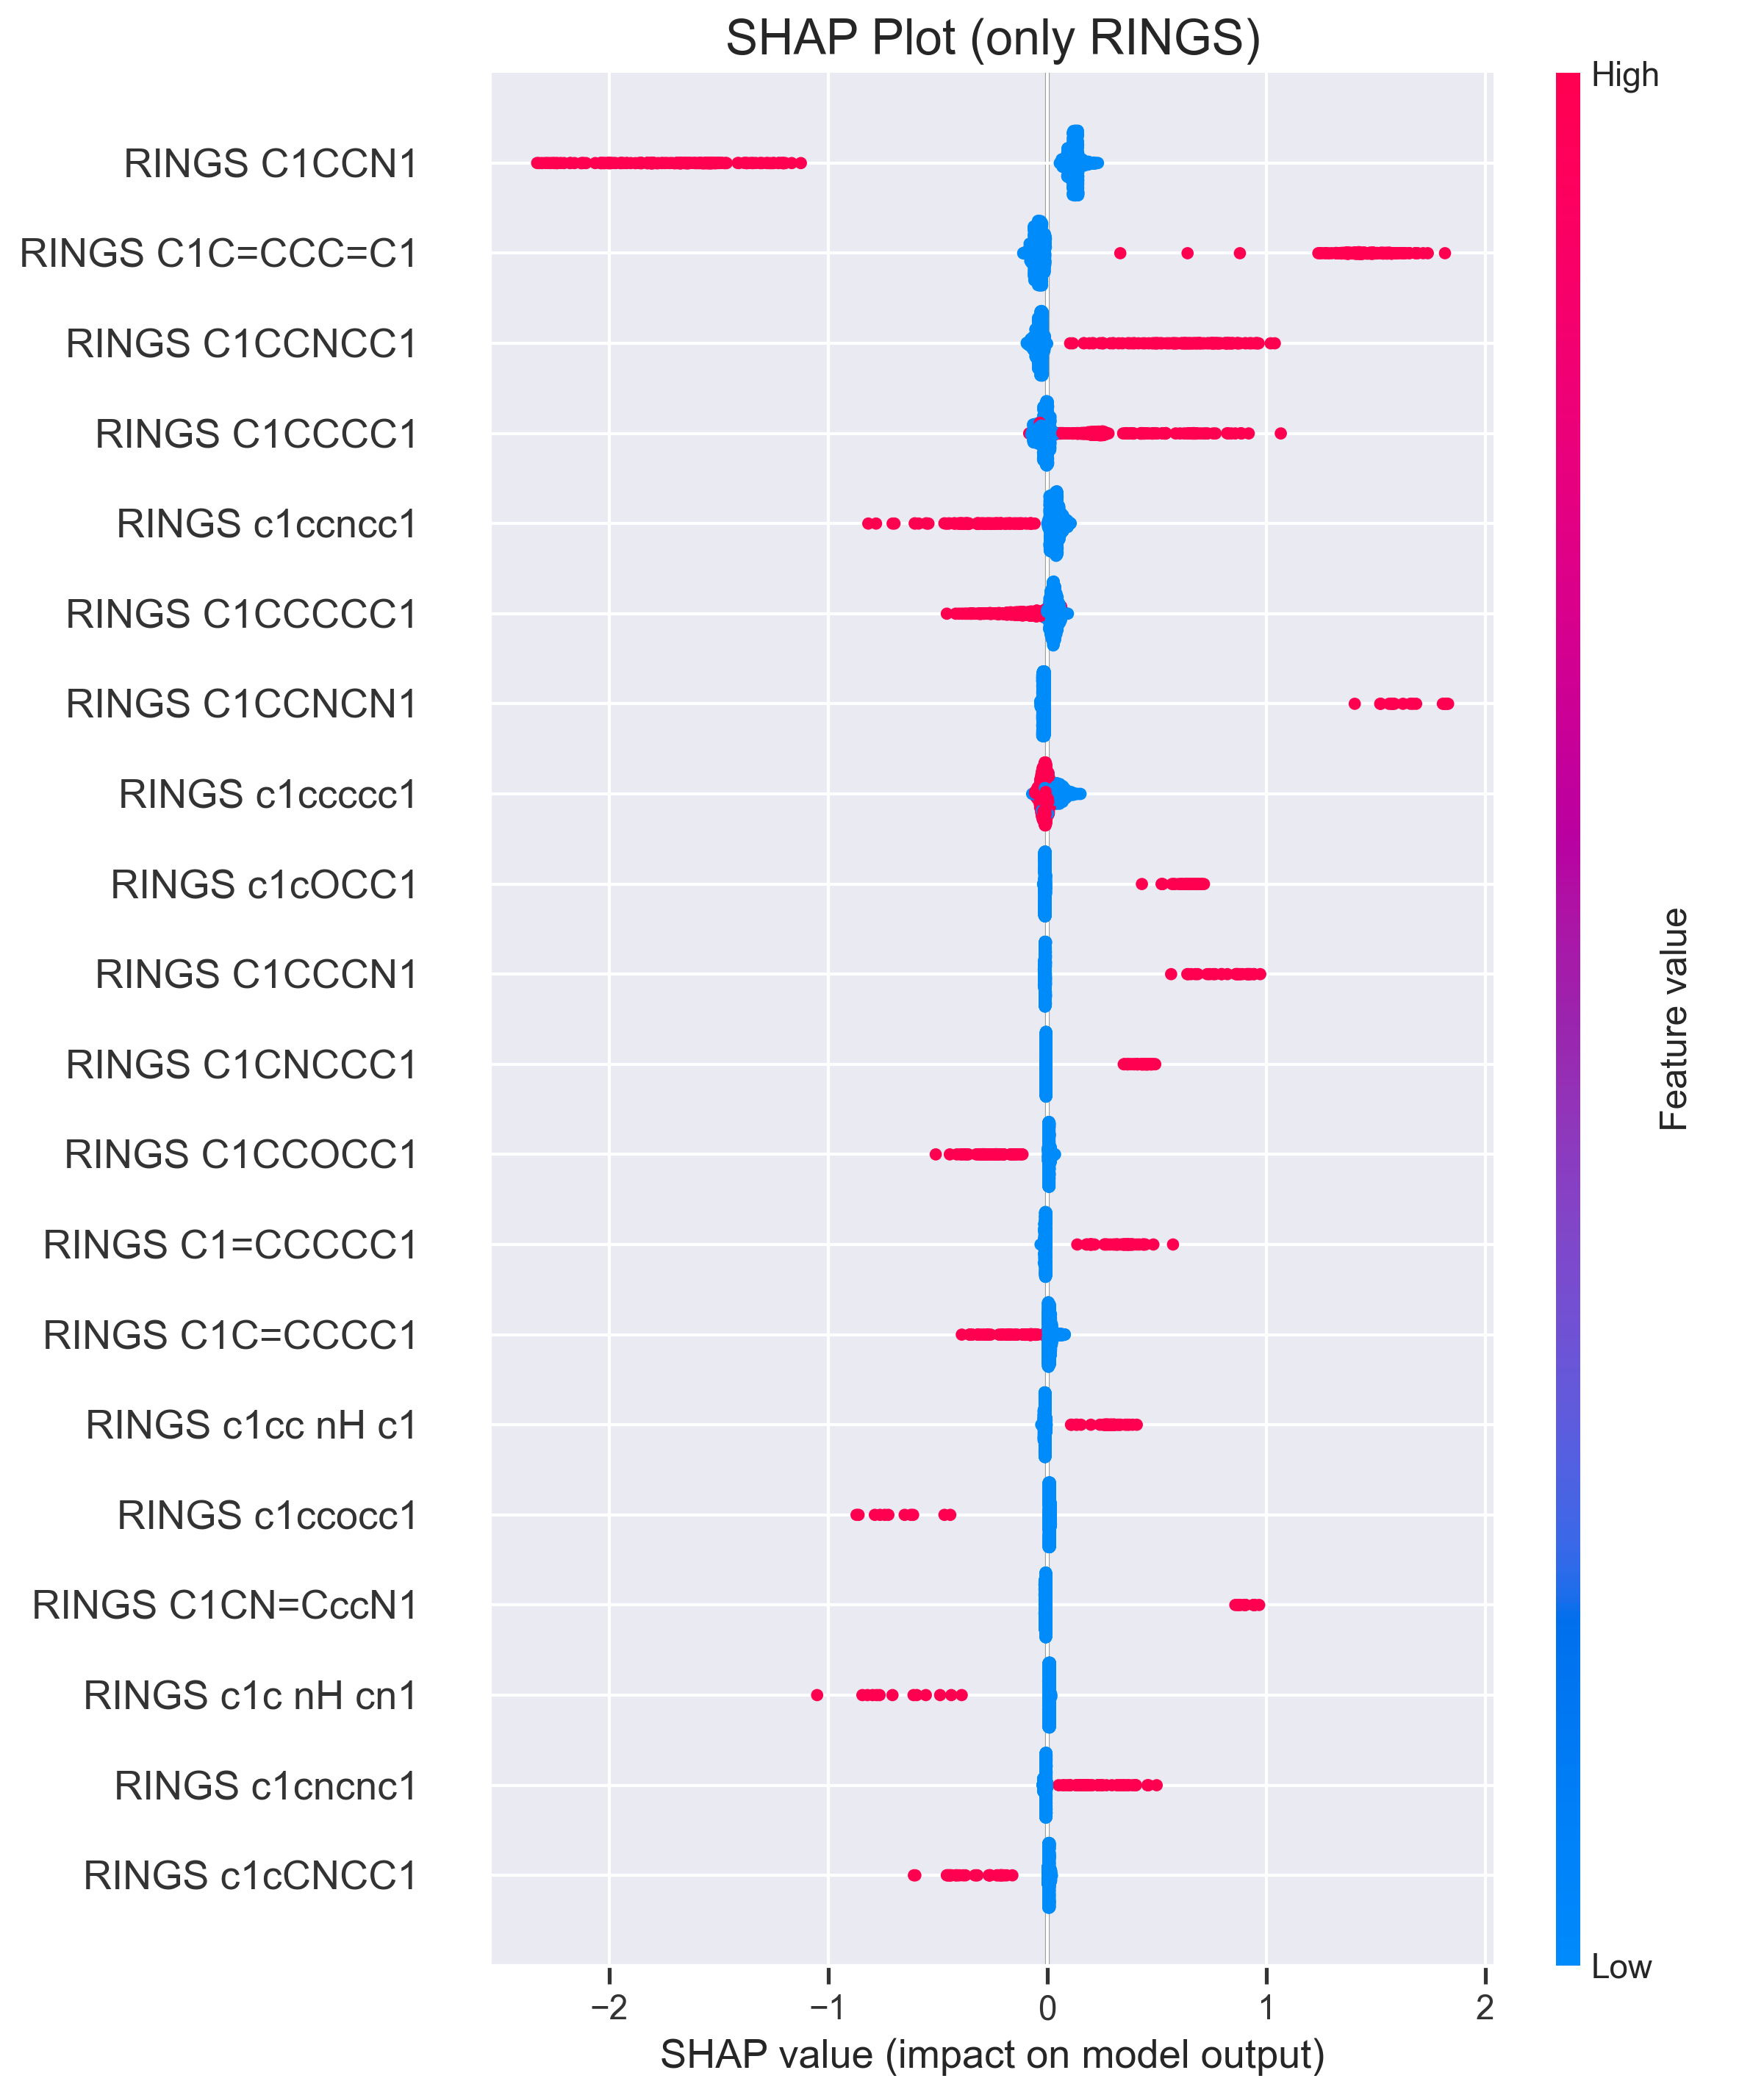 SHAP Plot (only RINGS)
High
RINGS C1CCN1
RINGS C1C=CCC=C1
RINGS C1CCNCC1
RINGS C1CCCC1
RINGS c1ccncc1
RINGS C1CCCCC1
RINGS C1CCNCN1
RINGS c1ccccc1
RINGS c1cOCC1
RINGS C1CCCN1
RINGS C1CNCCC1
RINGS C1CCOCC1
RINGS C1=CCCCC1
RINGS C1C=CCCC1
RINGS c1cc nH c1
RINGS c1ccocc1
RINGS C1CN=CccN1
RINGS c1c nH cn1
RINGS c1cncnc1
RINGS c1cCNCC1
Feature value
Low
−2 −1 0 1 2
SHAP value (impact on model output)